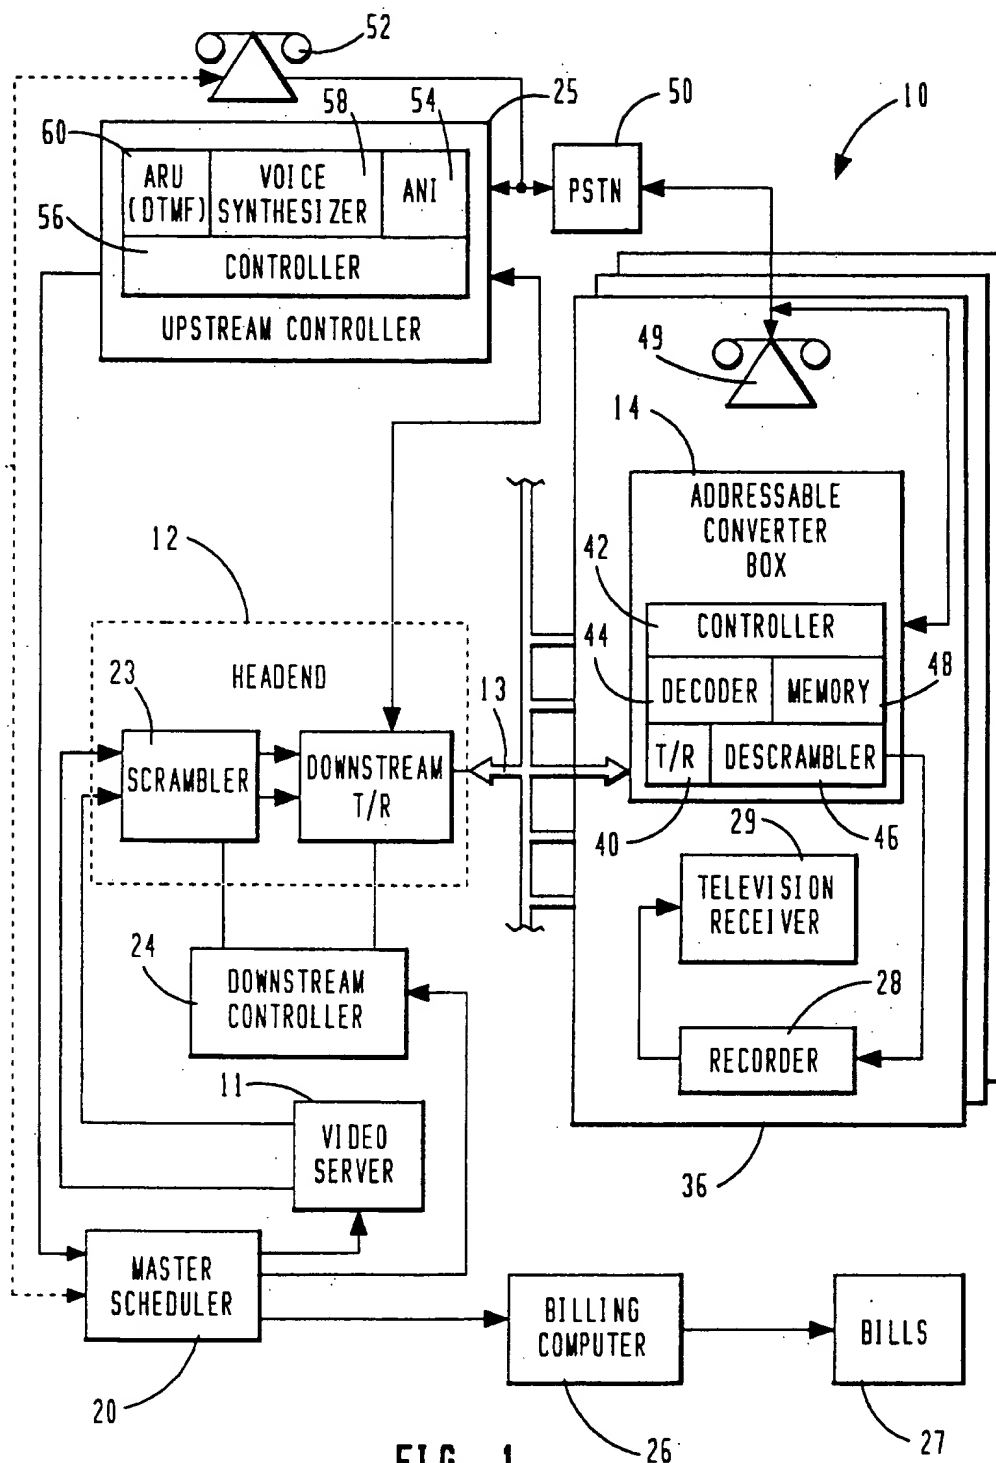 52
50
10
25
58
54
60
ARU
(DTMF)
VOICE
SYNTHESIZER
ANI
PSTN
56
CONTROLLER
UPSTREAM CONTROLLER
49
14
ADDRESSABLE
CONVERTER
BOX
12
42
CONTROLLER
44
DECODER
MEMORY
48
HEADEND
23
13
SCRAMBLER
DOWNSTREAM
T/R
T/R
DESCRAMBLER
40
46
29
TELEVISION
RECEIVER
24
DOWNSTREAM
CONTROLLER
28
RECORDER
11
VIDEO
SERVER
36
MASTER
SCHEDULER
BILLING
COMPUTER
BILLS
20
26
27
FIG. 1